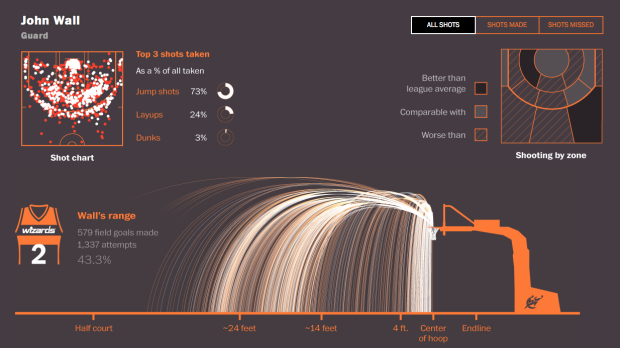 John Wall
Guard
ALL SHOTS
SHOTS MADE
SHOTS MISSED
Top 3 shots taken
As a % of all taken
Jump shots 73%
Layups 24%
Dunks 3%
Shot chart
Better than
league average
Comparable with
Worse than
Shooting by zone
wizards
2
Wall's range
579 field goals made
1,337 attempts
43.3%
Half court
~24 feet
~14 feet
4 ft.
Center
of hoop
Endline